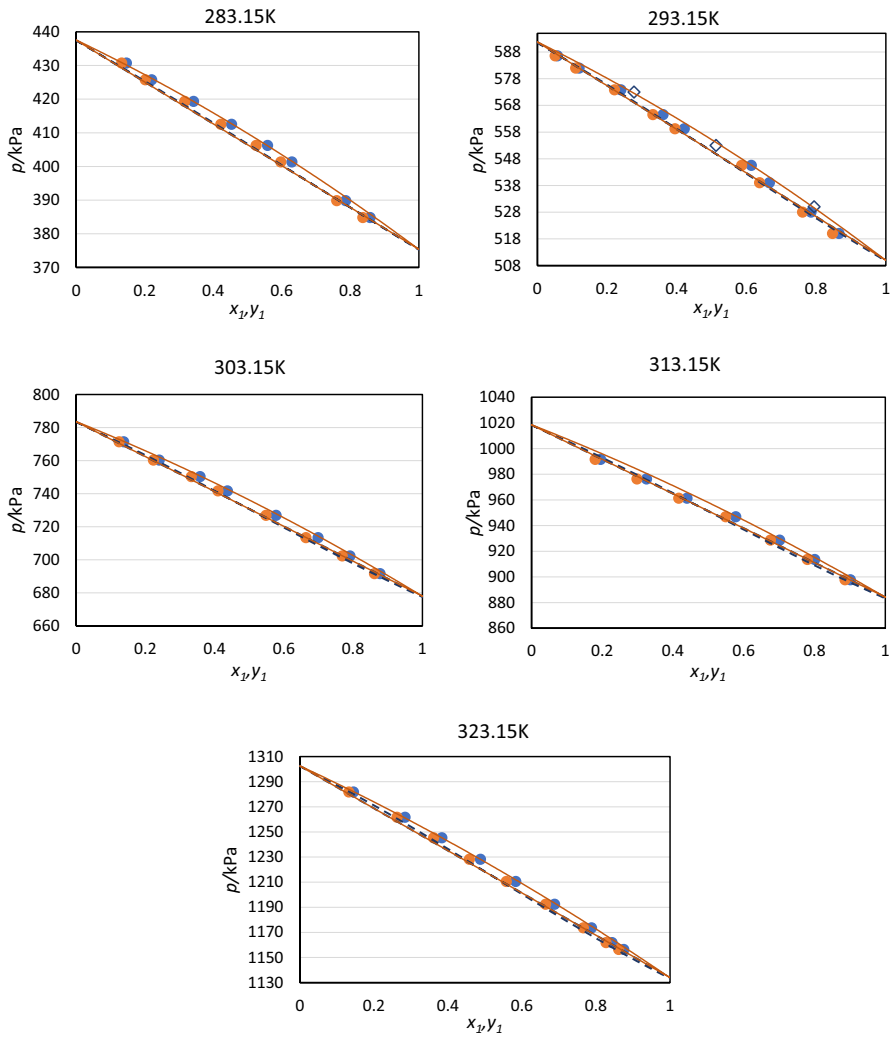 283.15K
440
430
420
410
400
390
380
370
p/kPa
0 0.2 0.4 0.6 0.8 1
x1,y1
293.15K
588
578
568
558
548
538
528
518
508
p/kPa
0 0.2 0.4 0.6 0.8 1
x1,y1
303.15K
800
780
760
740
720
700
680
660
p/kPa
0 0.2 0.4 0.6 0.8 1
x1,y1
313.15K
1040
1020
1000
980
960
940
920
900
880
860
p/kPa
0 0.2 0.4 0.6 0.8 1
x1,y1
323.15K
1310
1290
1270
1250
1230
1210
1190
1170
1150
1130
p/kPa
0 0.2 0.4 0.6 0.8 1
x1,y1